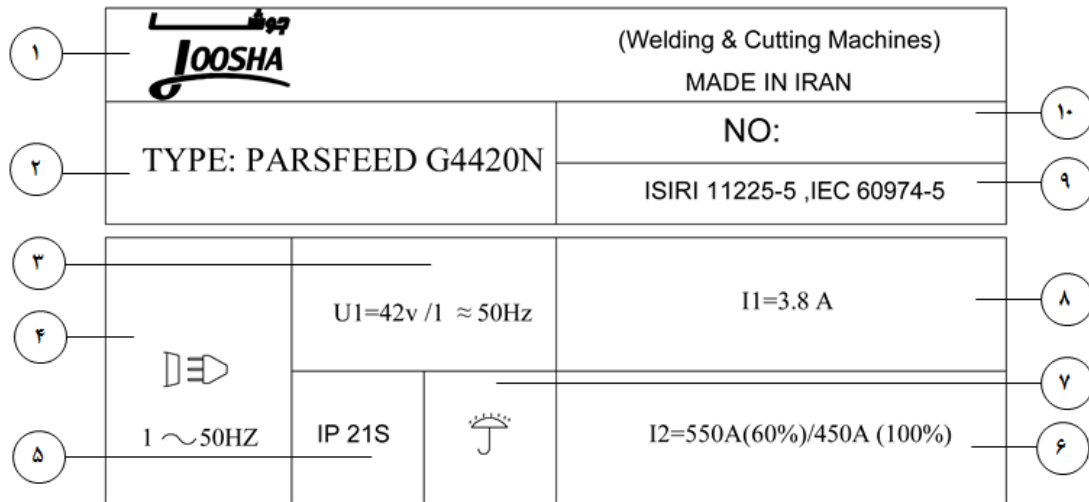 جوشا
JOOSHA
(Welding & Cutting Machines)
MADE IN IRAN
TYPE: PARSFEED G4420N
NO:
ISIRI 11225-5 ,IEC 60974-5
U1=42v /1 ≈ 50Hz
I1=3.8 A
1 ~ 50HZ
IP 21S
I2=550A(60%)/450A (100%)
۱
۲
۳
۴
۵
۶
۷
۸
۹
۱۰